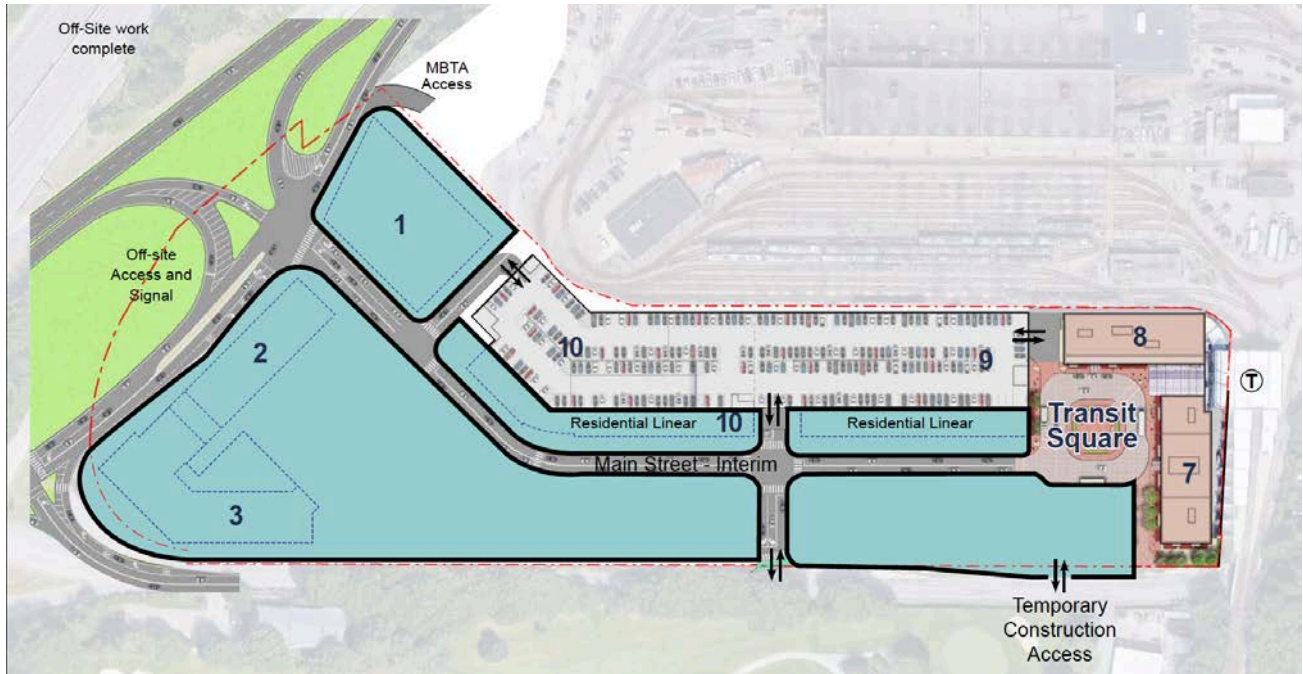 Off-Site work
complete
MBTA
Access
1
Off-site
Access and
Signal
2
10
9
8
T
Transit
Square
Residential Linear
10
Residential Linear
Main Street - Interim
7
3
Temporary
Construction
Access